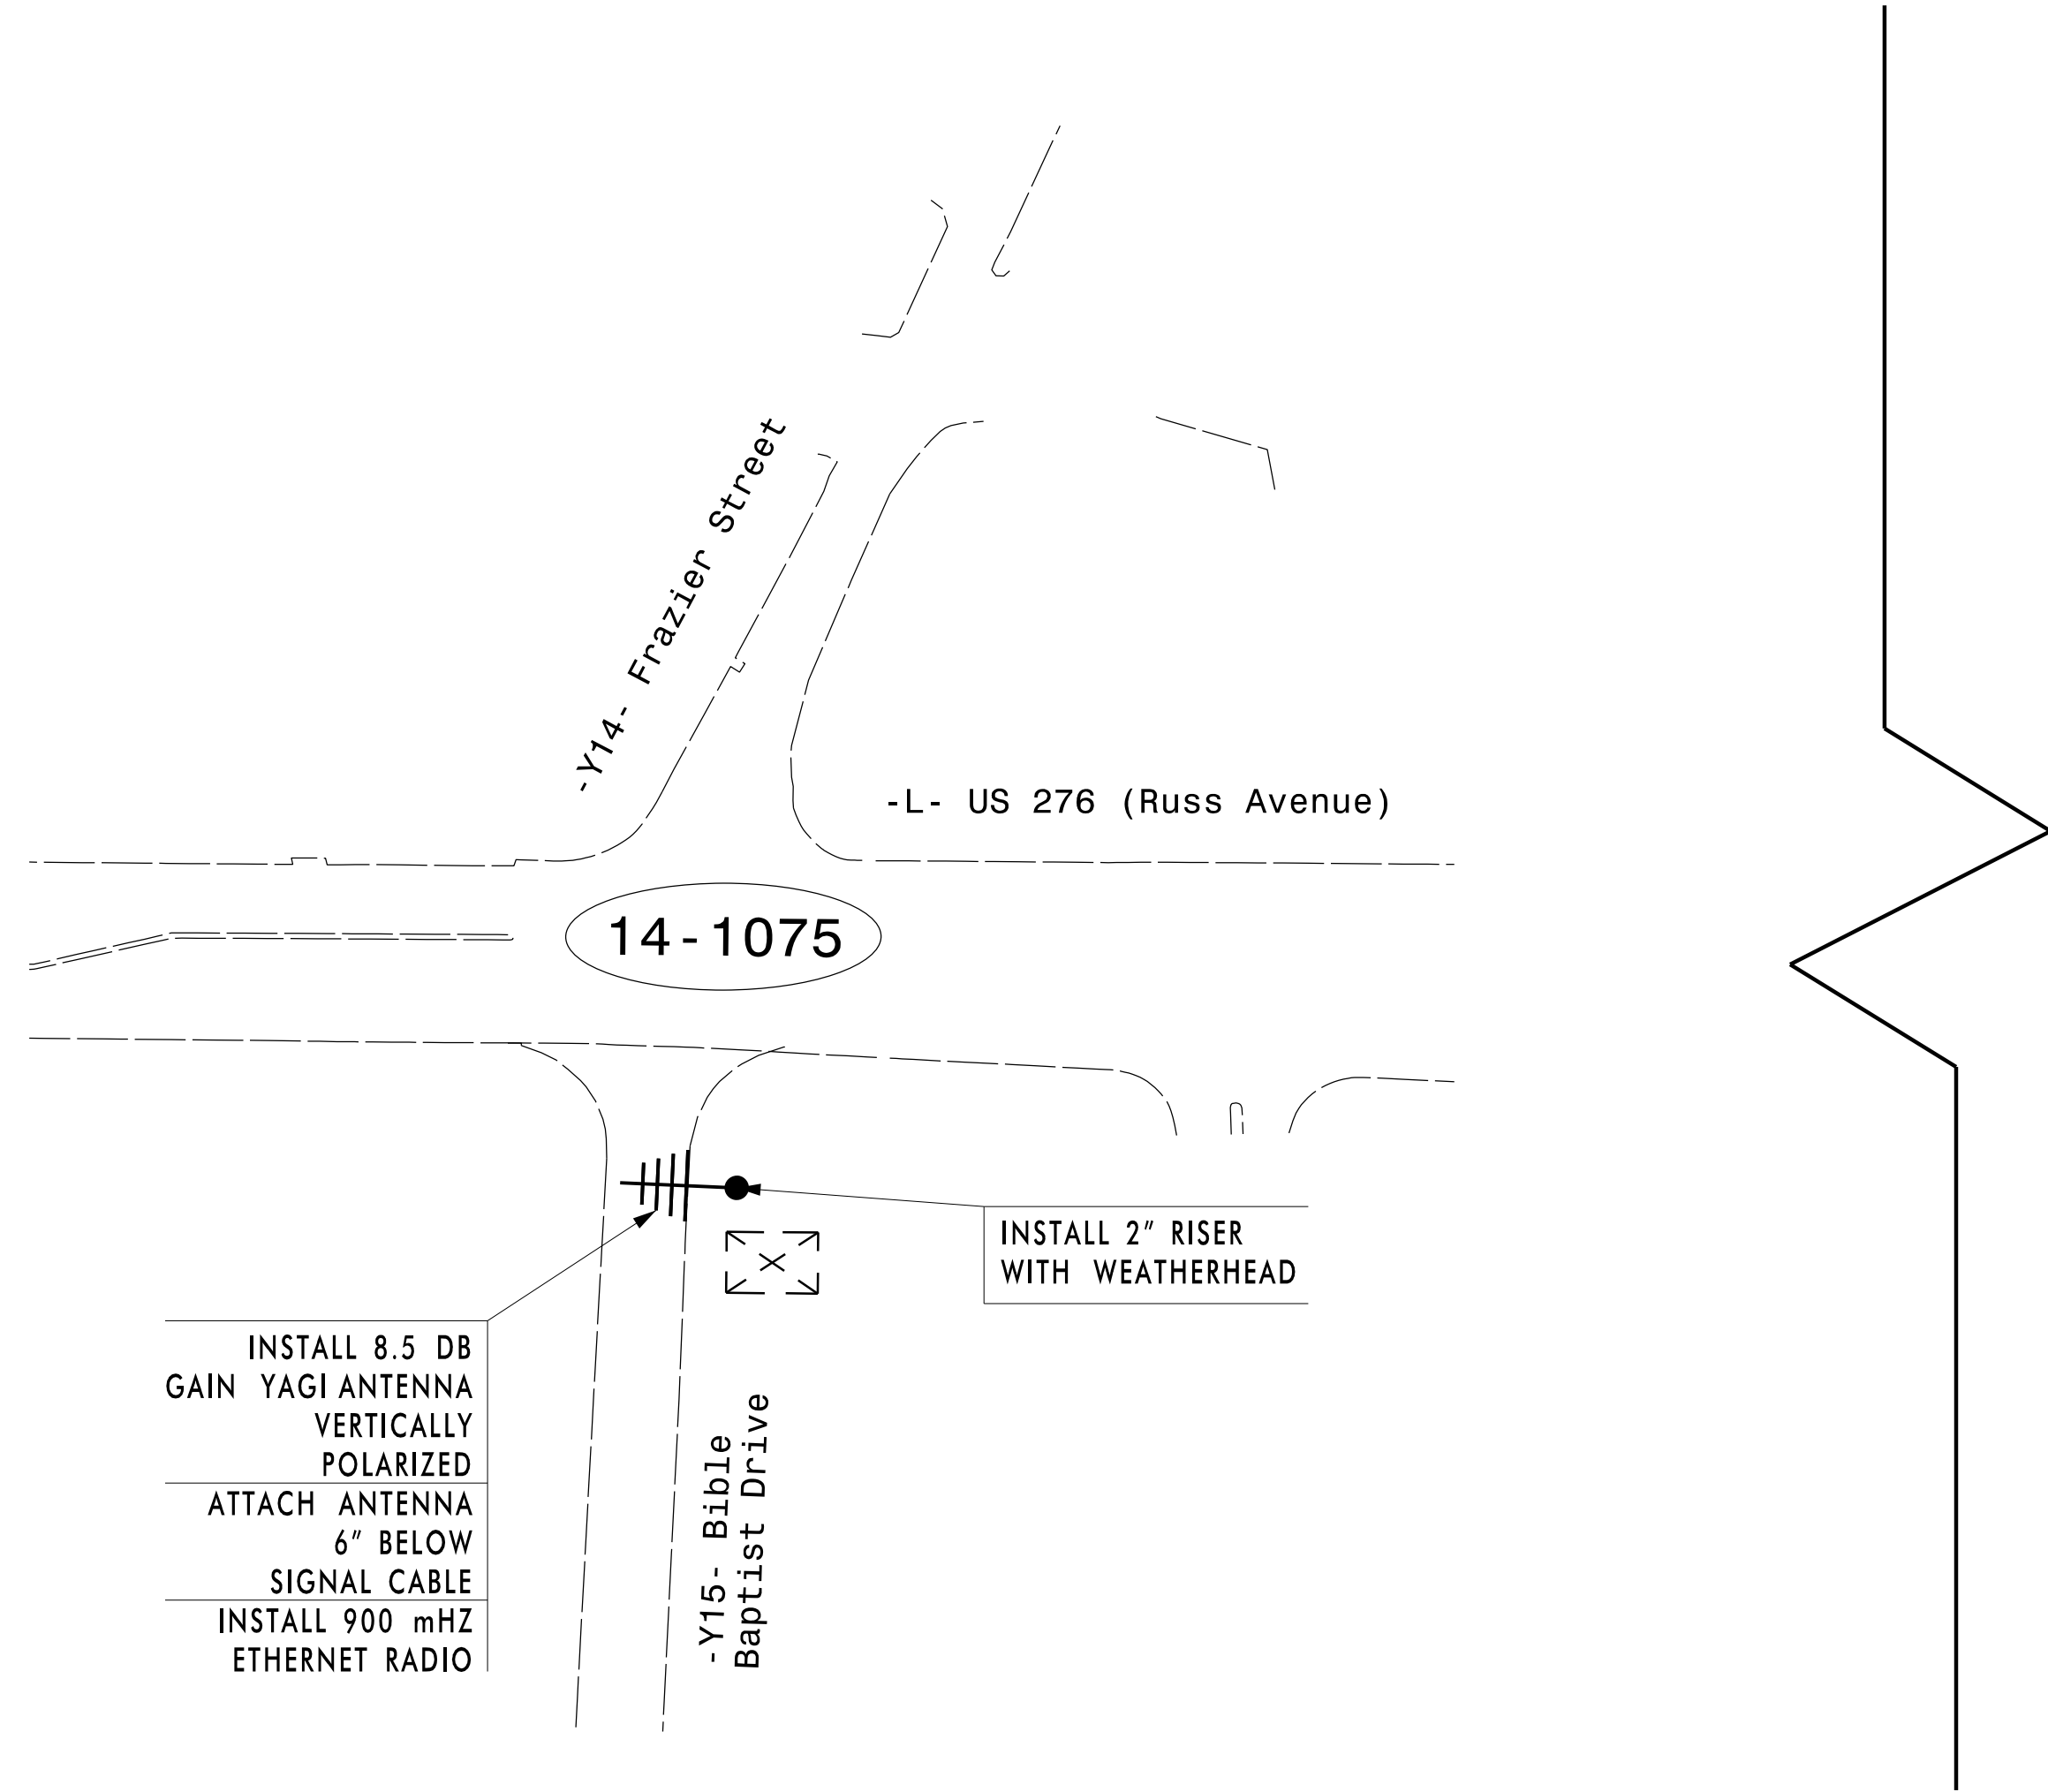 -Y14- Frazier Street
-L- US 276 (Russ Avenue)
14-1075
INSTALL 2" RISER
WITH WEATHERHEAD
INSTALL 8.5 DB
GAIN YAGI ANTENNA
VERTICALLY
POLARIZED
ATTACH ANTENNA
6" BELOW
SIGNAL CABLE
INSTALL 900 mHZ
ETHERNET RADIO
-Y15- Bible
Baptist Drive